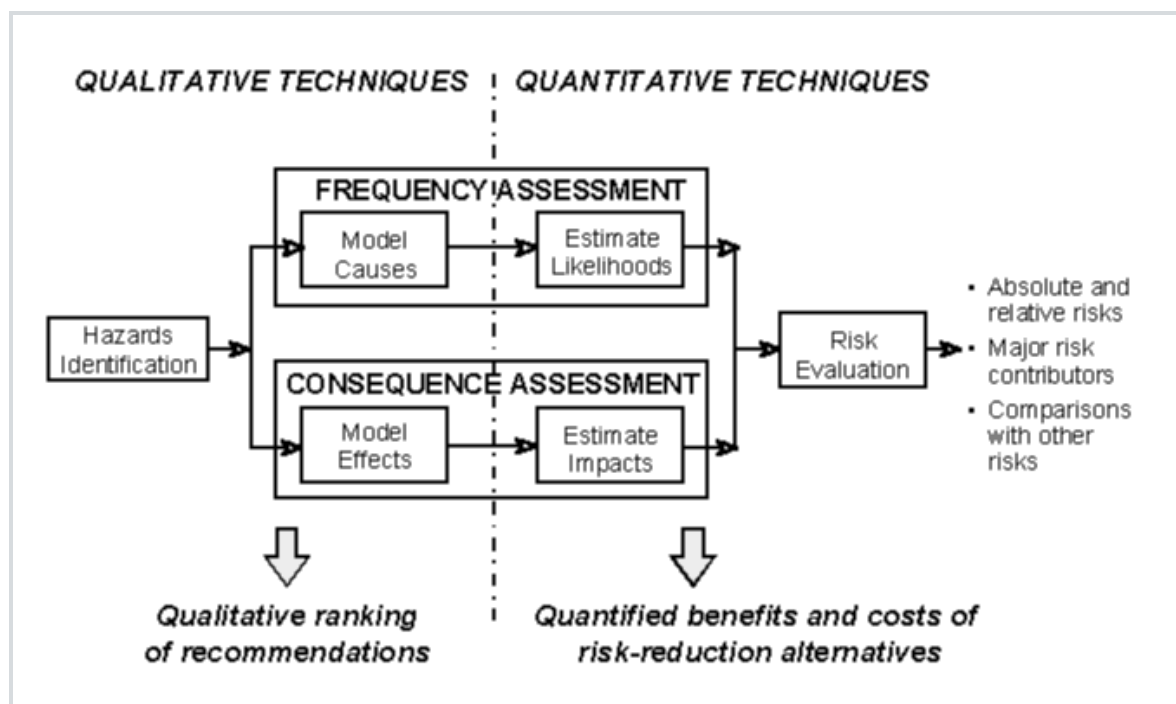 QUALITATIVE TECHNIQUES
QUANTITATIVE TECHNIQUES
FREQUENCY ASSESSMENT
Model
Causes
Estimate
Likelihoods
Hazards
Identification
CONSEQUENCE ASSESSMENT
Model
Effects
Estimate
Impacts
Risk
Evaluation
▪ Absolute and
relative risks
▪ Major risk
contributors
▪ Comparisons
with other
risks
Qualitative ranking
of recommendations
Quantified benefits and costs of
risk-reduction alternatives